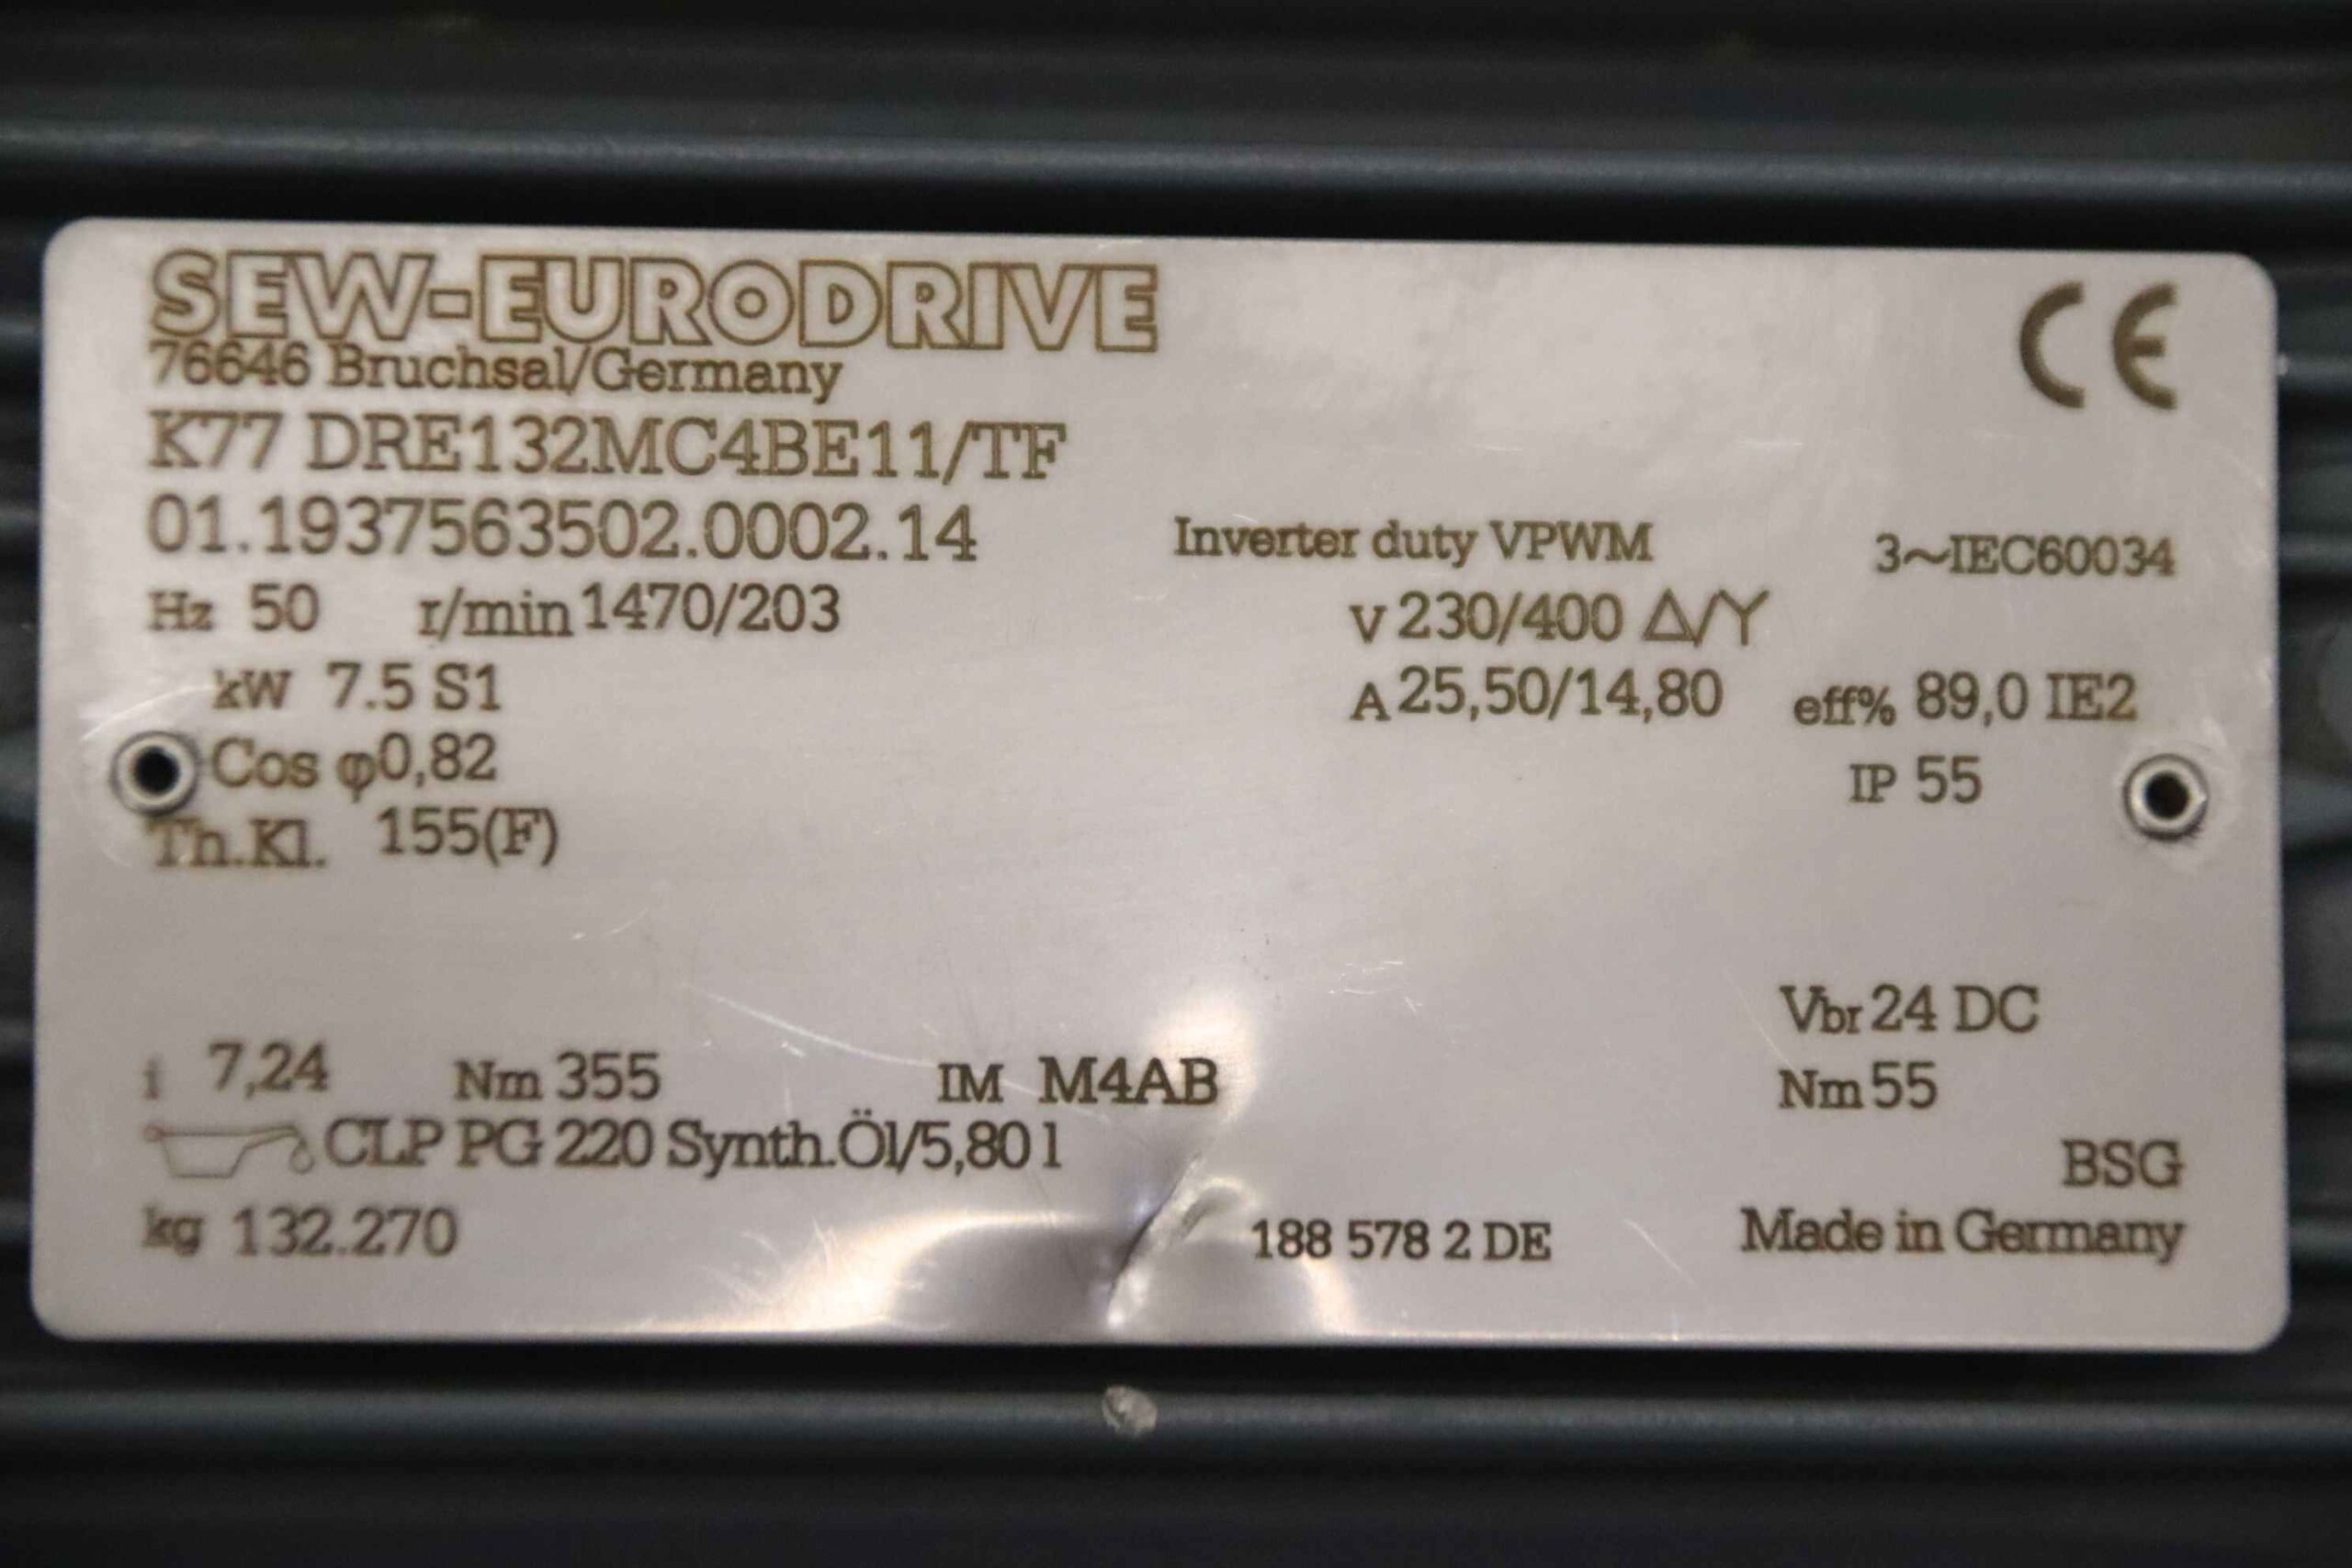 SEW-EURODRIVE
CE
76646 Bruchsal/Germany
K77 DRE132MC4BE11/TF
01.1937563502.0002.14 Inverter duty VPWM 3~IEC60034
Hz 50 r/min 1470/203 V 230/400 Δ/Y
kW 7.5 S1 A 25,50/14,80 eff% 89,0 IE2
Cos φ 0,82 IP 55
Th.Kl. 155(F)
Vbr 24 DC
i 7,24 Nm 355 IM M4AB Nm 55
CLP PG 220 Synth.Öl/5,80 l BSG
kg 132.270 188 578 2 DE Made in Germany